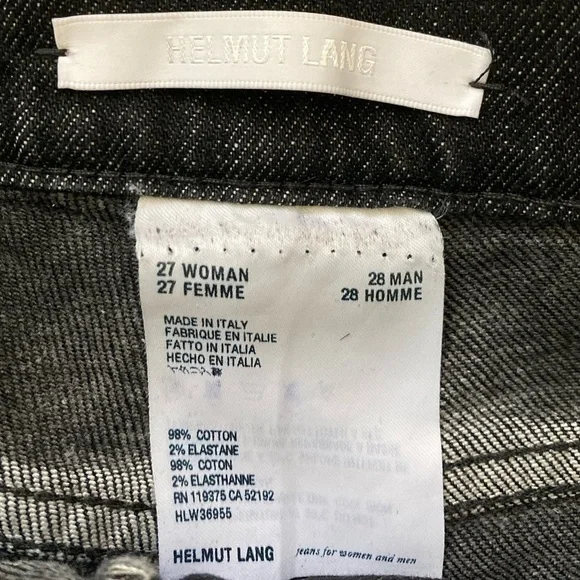 HELMUT LANG
27 WOMAN 28 MAN
27 FEMME 28 HOMME
MADE IN ITALY
FABRIQUÉ EN ITALIE
FATTO IN ITALIA
HECHO EN ITALIA
98% COTTON
2% ELASTANE
98% COTON
2% ELASTHANNE
RN 119375 CA 52192
HLW36955
HELMUT LANG jeans for women and men